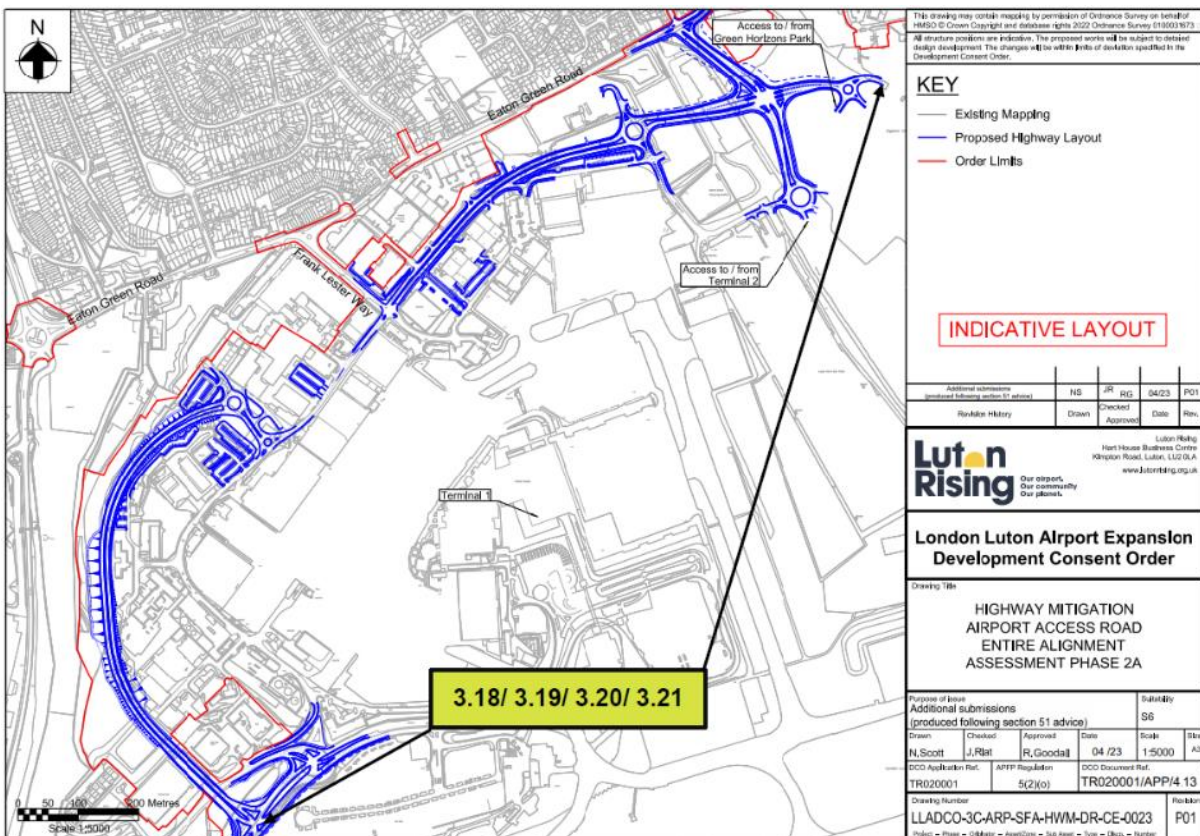 N
Access to / from
Green Horizons Park
Eaton Green Road
Frank Lester Way
Eaton Green Road
Access to / from
Terminal 2
Terminal 1
3.18/ 3.19/ 3.20/ 3.21
0 50 100 200 Metres
Scale 1:5000
This drawing may contain mapping by permission of Ordnance Survey on behalf of
HMSO © Crown Copyright and database rights 2022 Ordnance Survey 0100031673
All structure positions are indicative. The proposed works will be subject to detailed
design development. The changes will be within limits of deviation specified in the
Development Consent Order.
KEY
Existing Mapping
Proposed Highway Layout
Order Limits
INDICATIVE LAYOUT
Additional submissions
(produced following section 51 advice)
NS JR RG 04/23 P01
Revision History Drawn Checked Approved Date Rev.
Luton Rising
Our airport.
Our community
Our planet.
Luton Rising
Hart House Business Centre
Kimpton Road, Luton, LU2 0LA
www.lutonrising.org.uk
London Luton Airport Expansion
Development Consent Order
Drawing Title
HIGHWAY MITIGATION
AIRPORT ACCESS ROAD
ENTIRE ALIGNMENT
ASSESSMENT PHASE 2A
Purpose of issue Suitability
Additional submissions
(produced following section 51 advice) S6
Drawn Checked Approved Date Scale
N.Scott J.Riat R.Goodall 04 /23 1:5000
DCO Application Ref. APFP Regulation DCO Document Ref.
TR020001 5(2)(o) TR020001/APP/4.13
Drawing Number Revision
LLADCO-3C-ARP-SFA-HWM-DR-CE-0023 P01